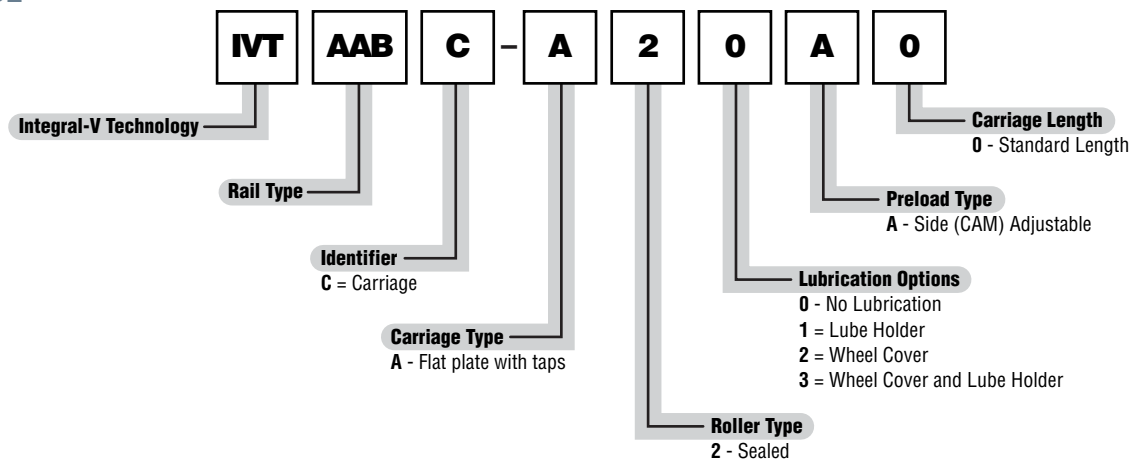 IVT AAB C – A 2 0 A 0
Integral-V Technology
Rail Type
Identifier
C = Carriage
Carriage Type
A - Flat plate with taps
Roller Type
2 - Sealed
Lubrication Options
0 - No Lubrication
1 = Lube Holder
2 = Wheel Cover
3 = Wheel Cover and Lube Holder
Preload Type
A - Side (CAM) Adjustable
Carriage Length
0 - Standard Length